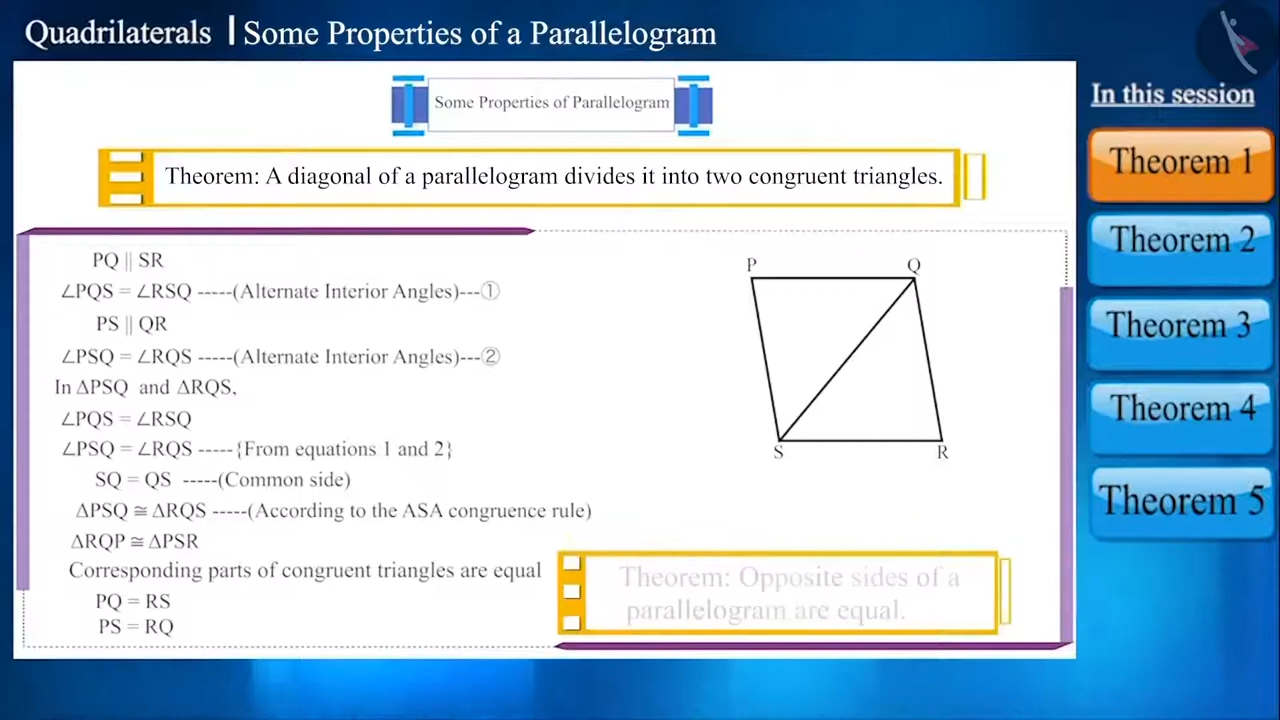 Quadrilaterals | Some Properties of a Parallelogram
In this session
Some Properties of Parallelogram
Theorem: A diagonal of a parallelogram divides it into two congruent triangles.
PQ || SR
∠PQS = ∠RSQ -----(Alternate Interior Angles)---①
PS || QR
∠PSQ = ∠RQS -----(Alternate Interior Angles)---②
In ΔPSQ and ΔRQS,
∠PQS = ∠RSQ
∠PSQ = ∠RQS -----{From equations 1 and 2}
SQ = QS -----(Common side)
ΔPSQ ≅ ΔRQS -----(According to the ASA congruence rule)
ΔRQP ≅ ΔPSR
Corresponding parts of congruent triangles are equal
PQ = RS
PS = RQ
P
Q
S
R
Theorem: Opposite sides of a
parallelogram are equal.
Theorem 1
Theorem 2
Theorem 3
Theorem 4
Theorem 5